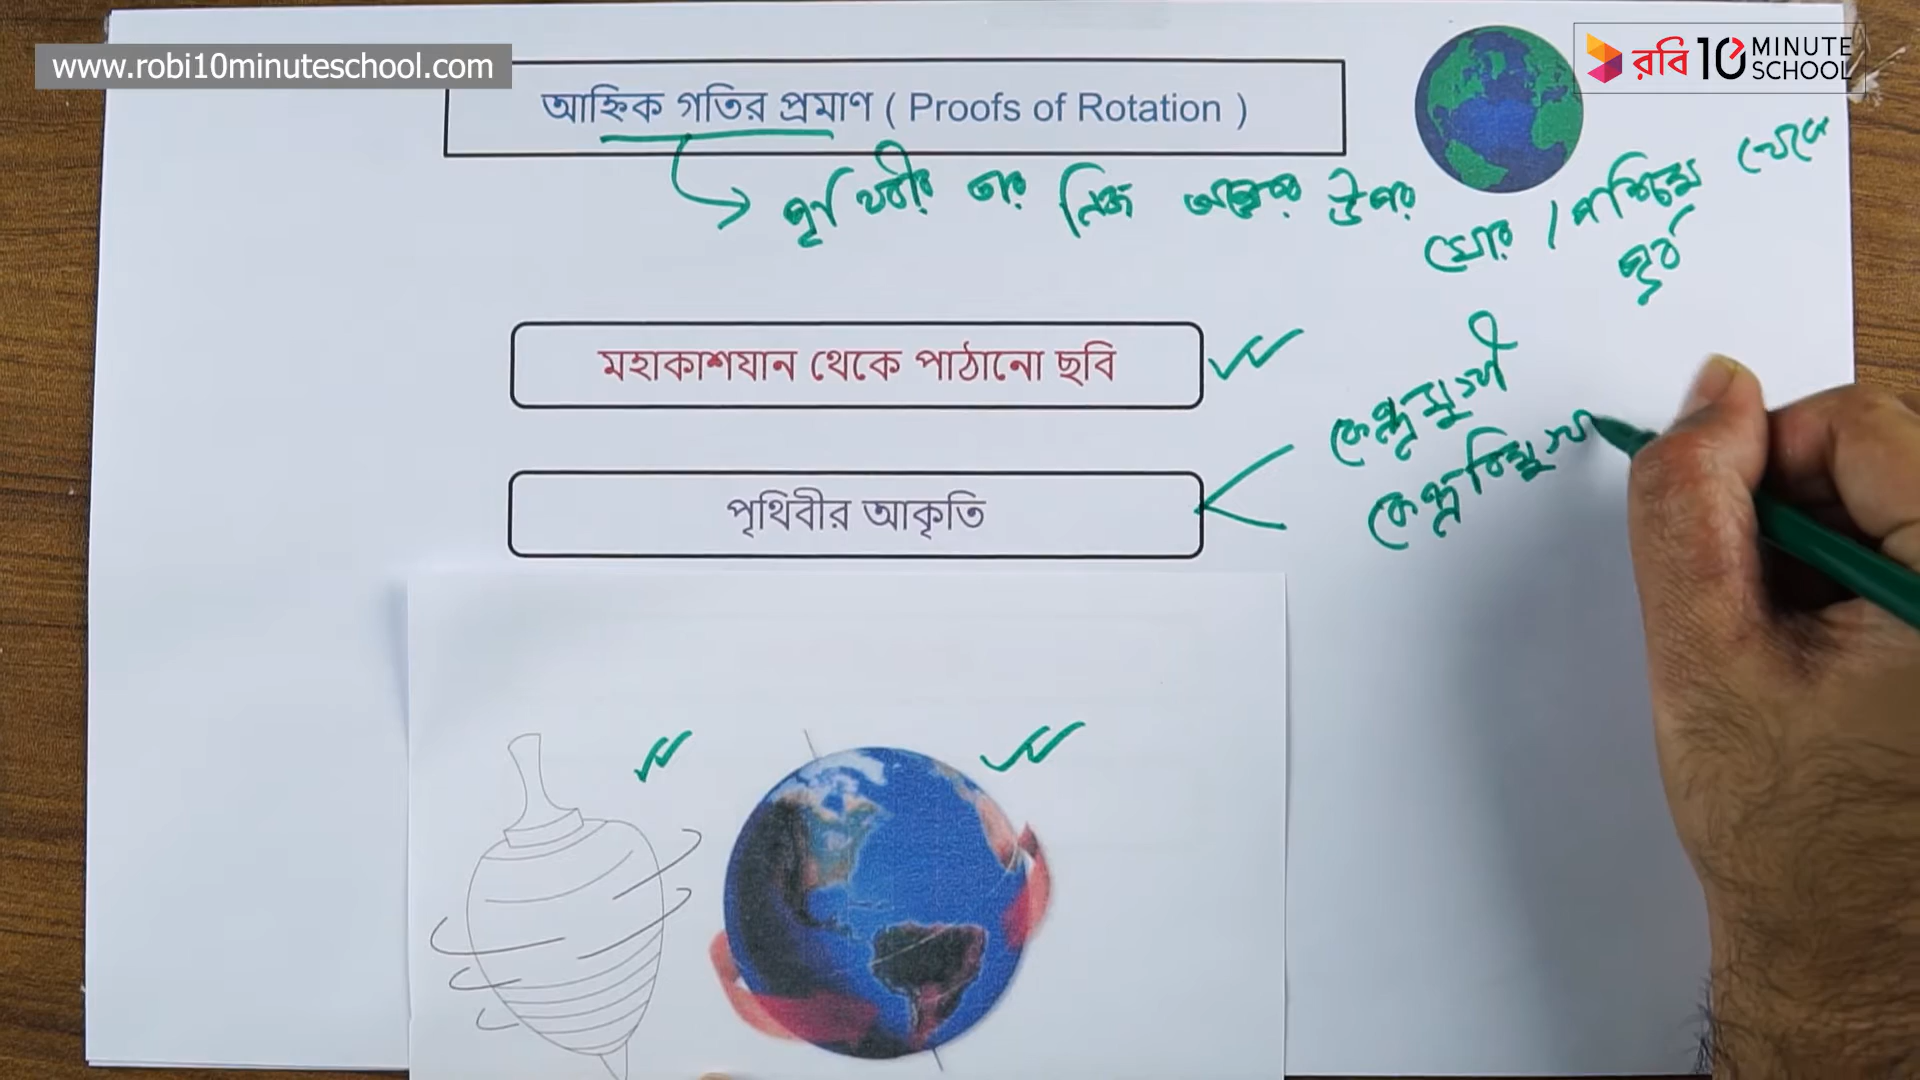 www.robi10minuteschool.com
রবি 10 MINUTE SCHOOL
আহ্নিক গতির প্রমাণ ( Proofs of Rotation )
পৃথিবীর তার নিজ অক্ষের উপর
ঘোর / পশ্চিম থেকে
পূর্ব
মহাকাশযান থেকে পাঠানো ছবি
কেন্দ্রমুখী
কেন্দ্রবিমুখ
পৃথিবীর আকৃতি